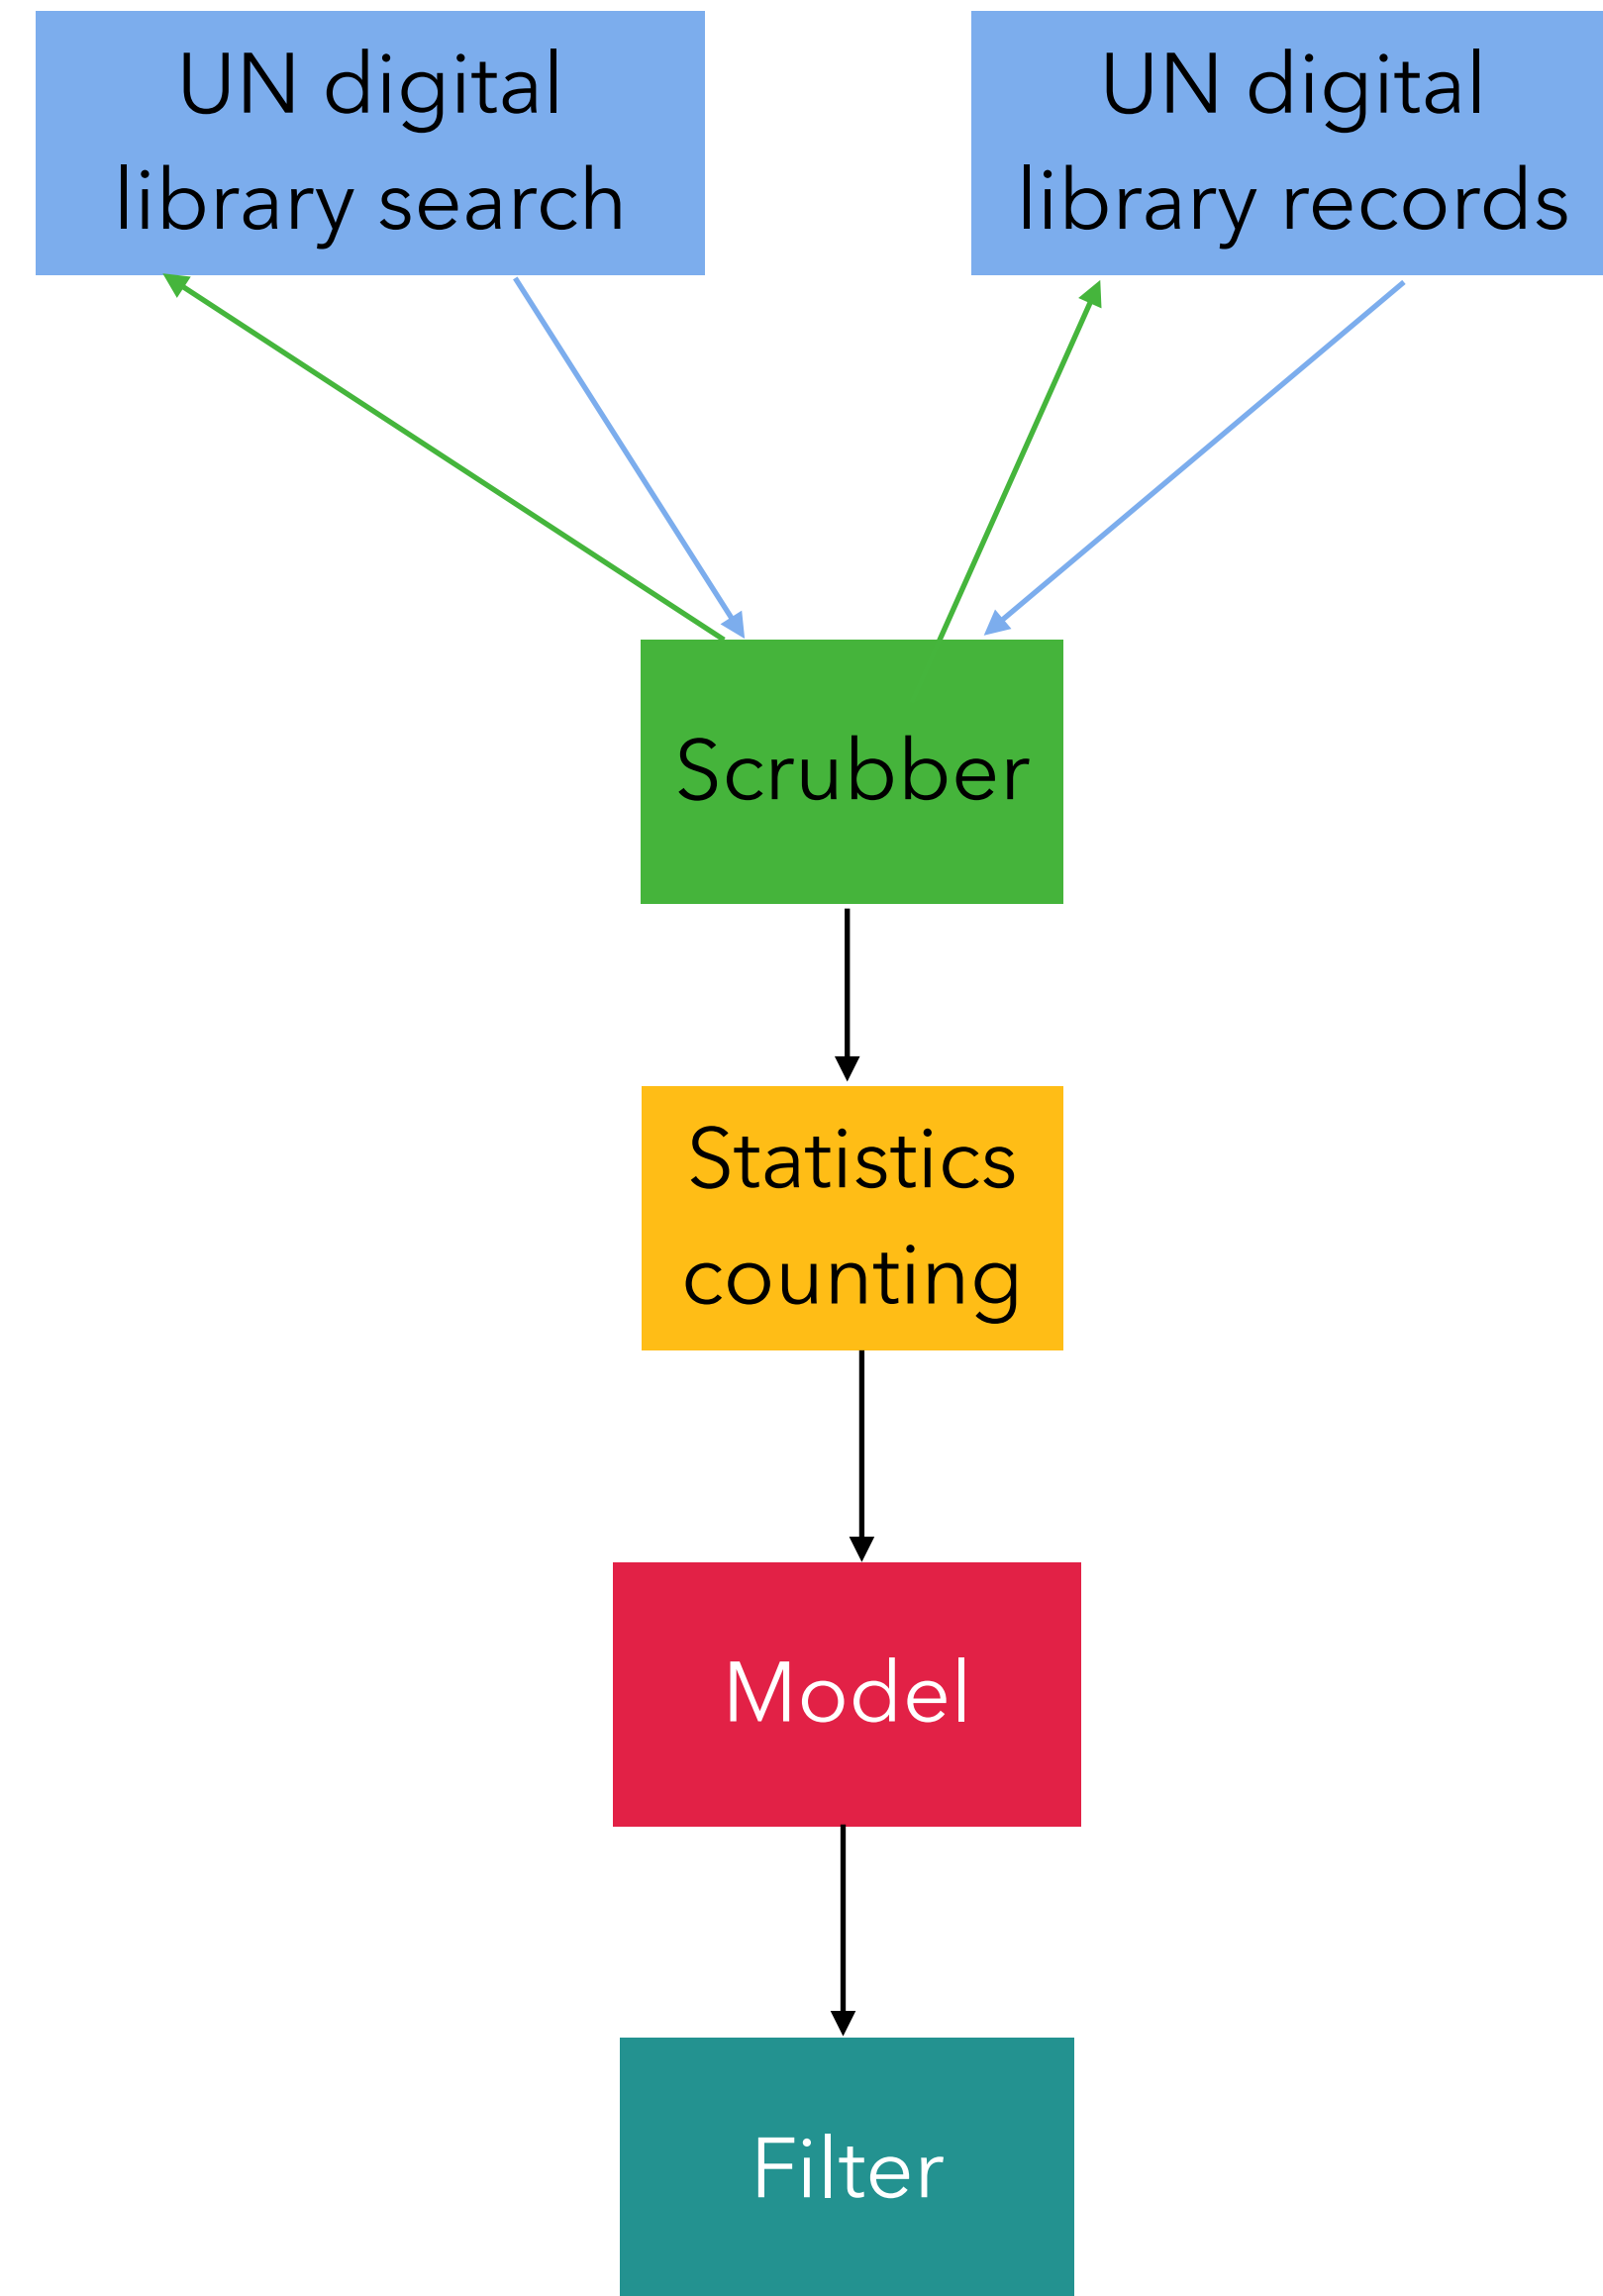 UN digital
library search
UN digital
library records
Scrubber
Statistics
counting
Model
Filter